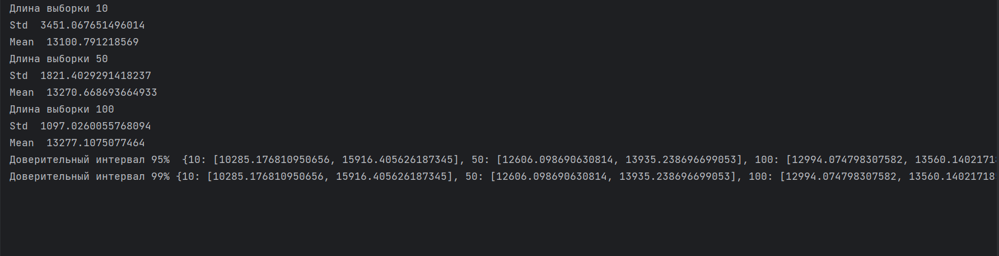 Длина выборки 10
Std  3451.067651496014
Mean  13100.791218569
Длина выборки 50
Std  1821.4029291418237
Mean  13270.668693664933
Длина выборки 100
Std  1097.0260055768094
Mean  13277.1075077464
Доверительный интервал 95%  {10: [10285.176810950656, 15916.405626187345], 50: [12606.098690630814, 13935.238696699053], 100: [12994.074798307582, 13560.1402171
Доверительный интервал 99% {10: [10285.176810950656, 15916.405626187345], 50: [12606.098690630814, 13935.238696699053], 100: [12994.074798307582, 13560.14021718